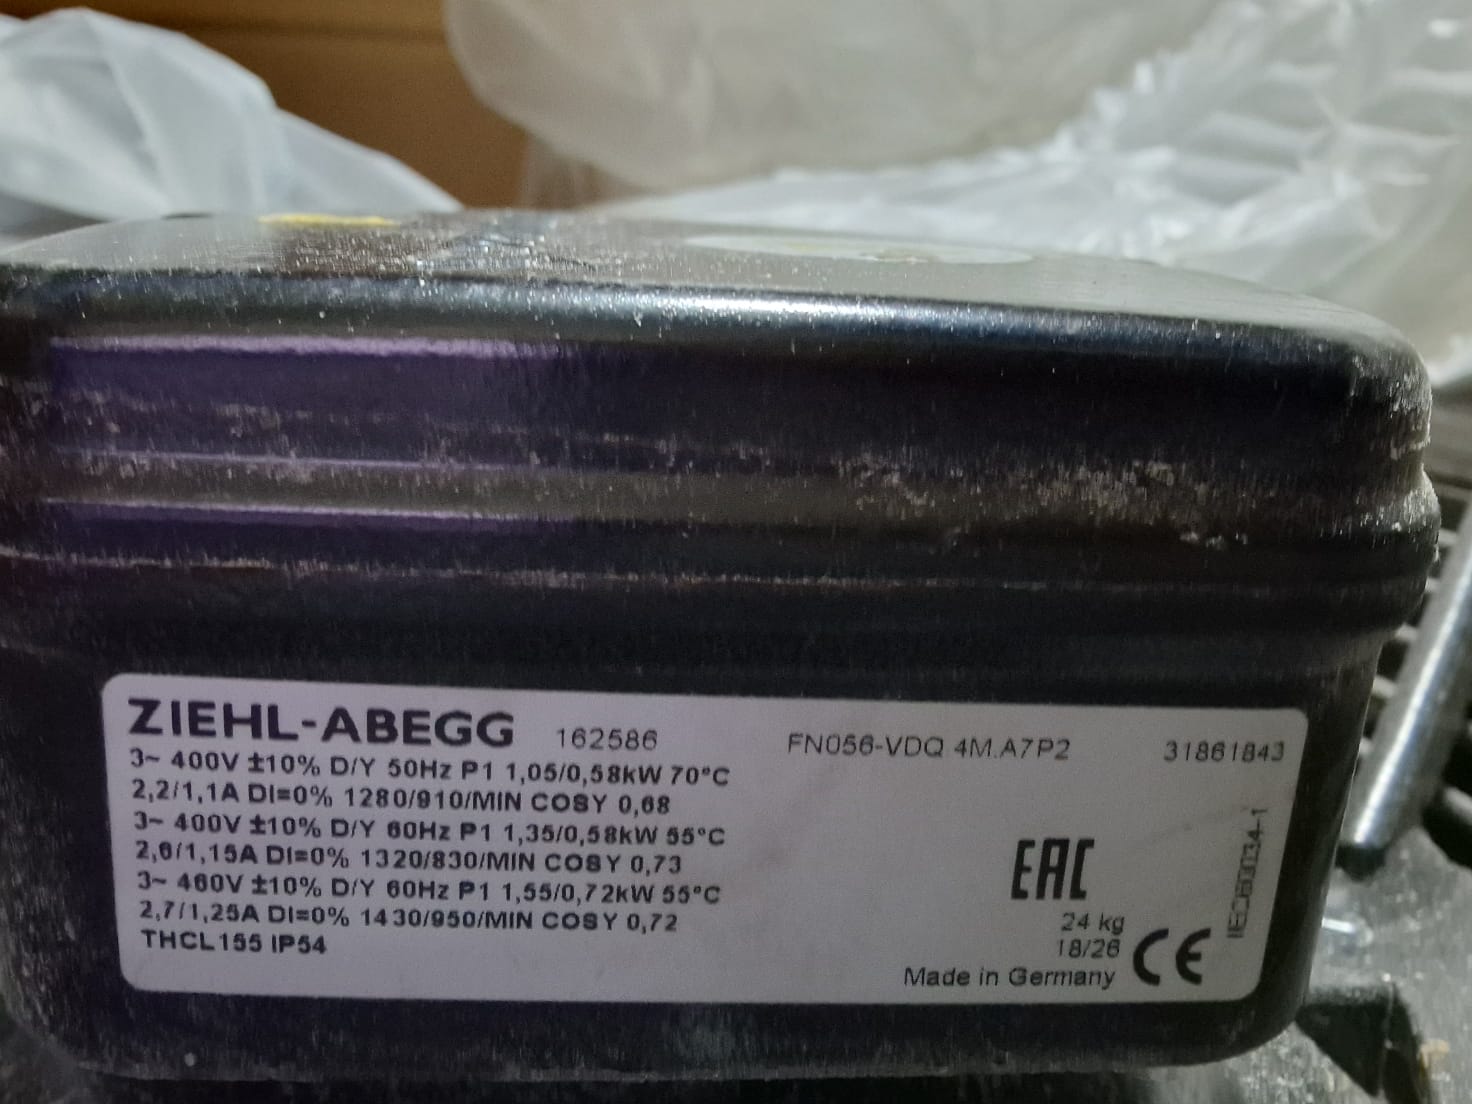 ZIEHL-ABEGG 162586 FN056-VDQ.4M.A7P2 31861843
3~ 400V ±10% D/Y 50Hz P1 1,05/0,58kW 70°C
2,2/1,1A DI=0% 1280/910/MIN COSY 0,68
3~ 400V ±10% D/Y 60Hz P1 1,35/0,58kW 55°C
2,6/1,15A DI=0% 1320/830/MIN COSY 0,73
3~ 460V ±10% D/Y 60Hz P1 1,55/0,72kW 55°C
2,7/1,25A DI=0% 1430/950/MIN COSY 0,72
THCL155 IP54
EAC
24 kg
18/26
Made in Germany
CE
IEC60034-1